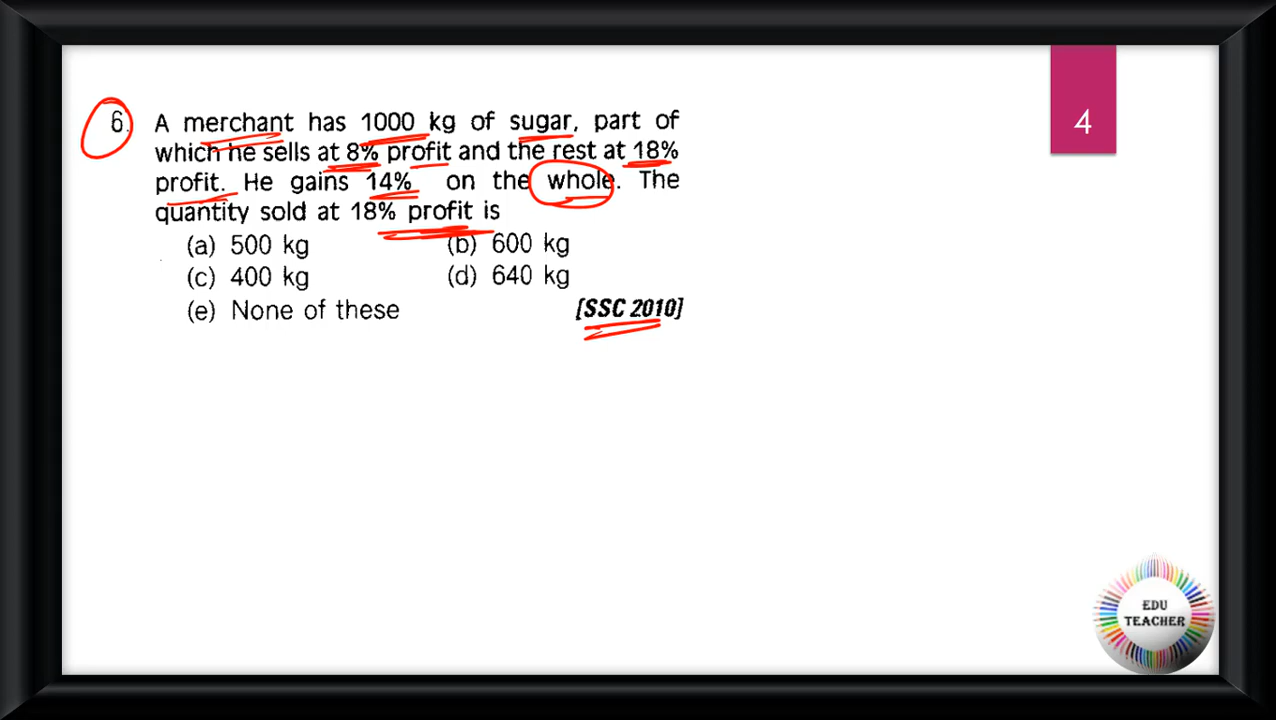 4
6. A merchant has 1000 kg of sugar, part of
which he sells at 8% profit and the rest at 18%
profit. He gains 14% on the whole. The
quantity sold at 18% profit is
(a) 500 kg (b) 600 kg
(c) 400 kg (d) 640 kg
(e) None of these [SSC 2010]
EDU
TEACHER